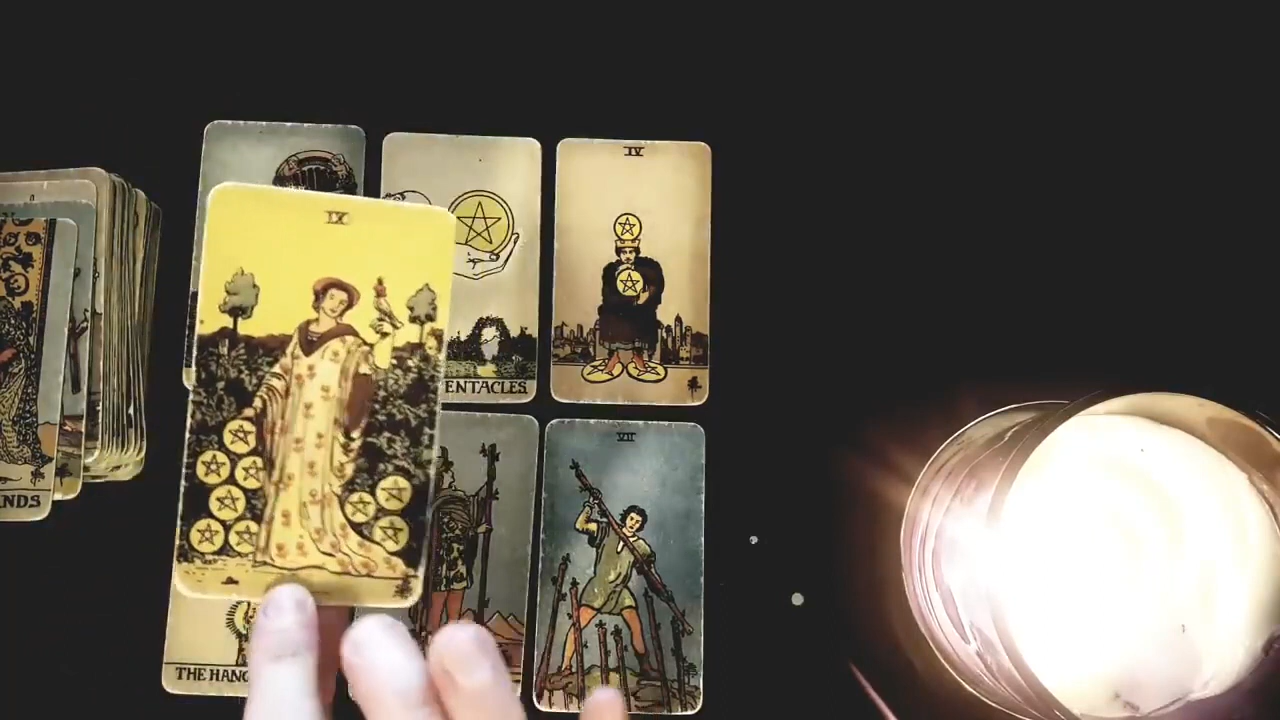 IV
IX
ENTACLES
VII
NDS
THE HANG